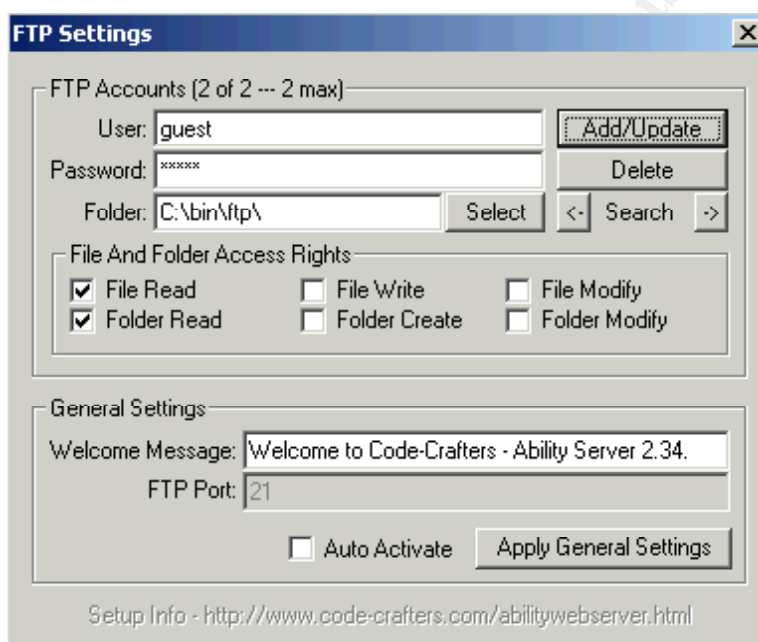 FTP Settings
FTP Accounts (2 of 2 --- 2 max)
User: guest Add/Update
Password: ***** Delete
Folder: C:\bin\ftp\ Select <- Search ->
File And Folder Access Rights
File Read File Write File Modify
Folder Read Folder Create Folder Modify
General Settings
Welcome Message: Welcome to Code-Crafters - Ability Server 2.34.
FTP Port: 21
Auto Activate Apply General Settings
Setup Info - http://www.code-crafters.com/abilitywebserver.html